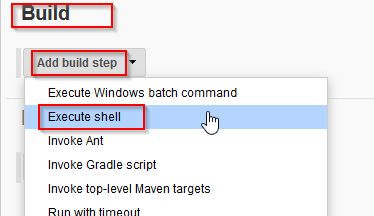 Build
Add build step
Execute Windows batch command
Execute shell
Invoke Ant
Invoke Gradle script
Invoke top-level Maven targets
Run with timeout